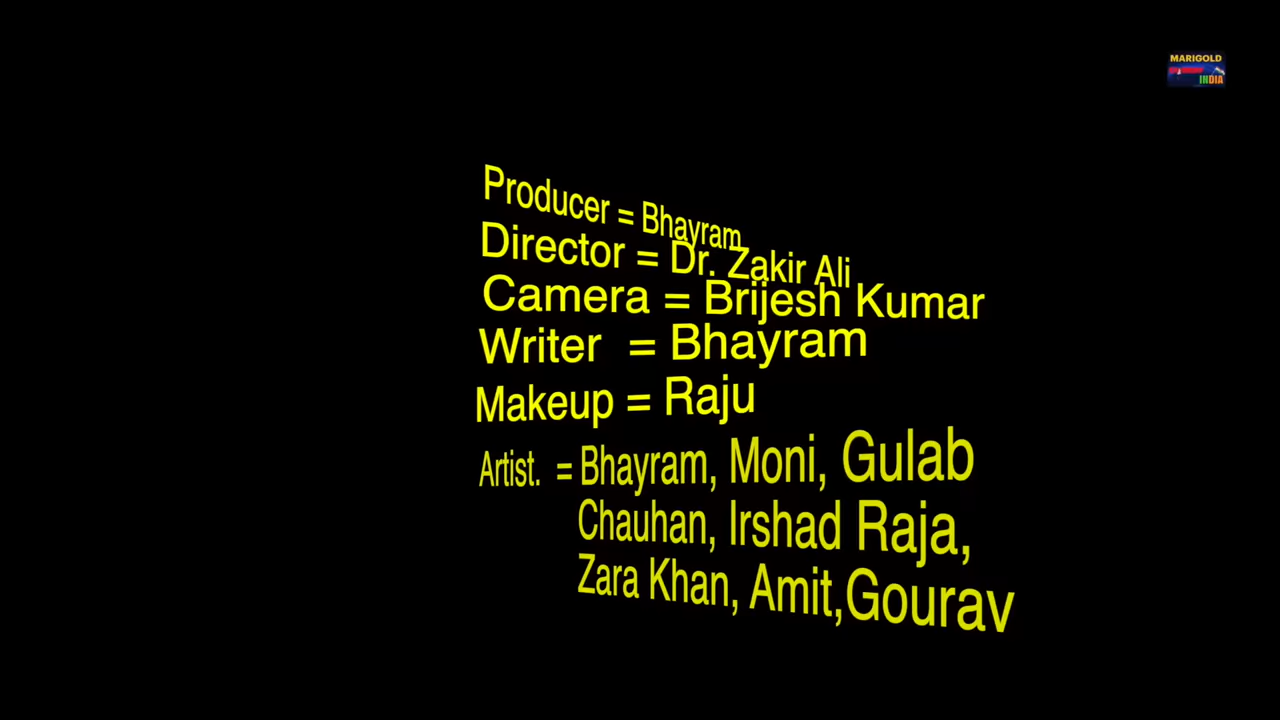 MARIGOLD
INDIA
Producer = Bhayram
Director = Dr. Zakir Ali
Camera = Brijesh Kumar
Writer = Bhayram
Makeup = Raju
Artist. = Bhayram, Moni, Gulab
Chauhan, Irshad Raja,
Zara Khan, Amit,Gourav